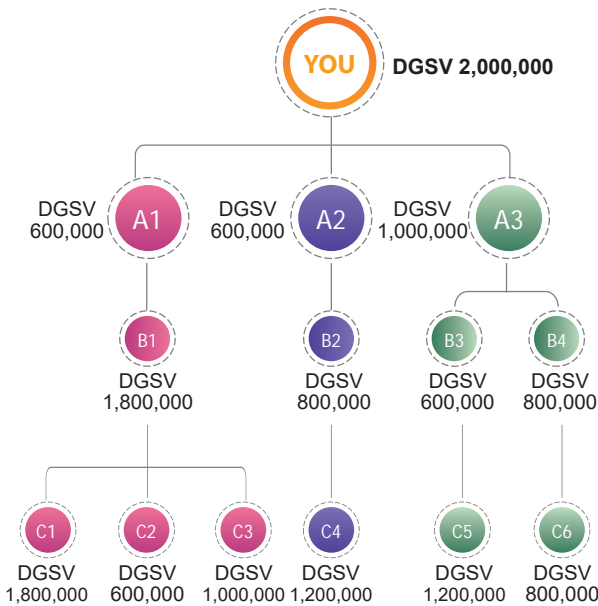 YOU
DGSV 2,000,000
DGSV
600,000
A1
DGSV
600,000
A2
DGSV
1,000,000
A3
B1
B2
B3
B4
DGSV
1,800,000
DGSV
800,000
DGSV
600,000
DGSV
800,000
C1
C2
C3
C4
C5
C6
DGSV
1,800,000
DGSV
600,000
DGSV
1,000,000
DGSV
1,200,000
DGSV
1,200,000
DGSV
800,000